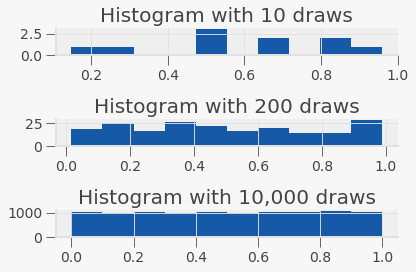 Histogram with 10 draws
2.5
0.0
0.2 0.4 0.6 0.8 1.0
Histogram with 200 draws
25
0
0.0 0.2 0.4 0.6 0.8 1.0
Histogram with 10,000 draws
1000
0
0.0 0.2 0.4 0.6 0.8 1.0